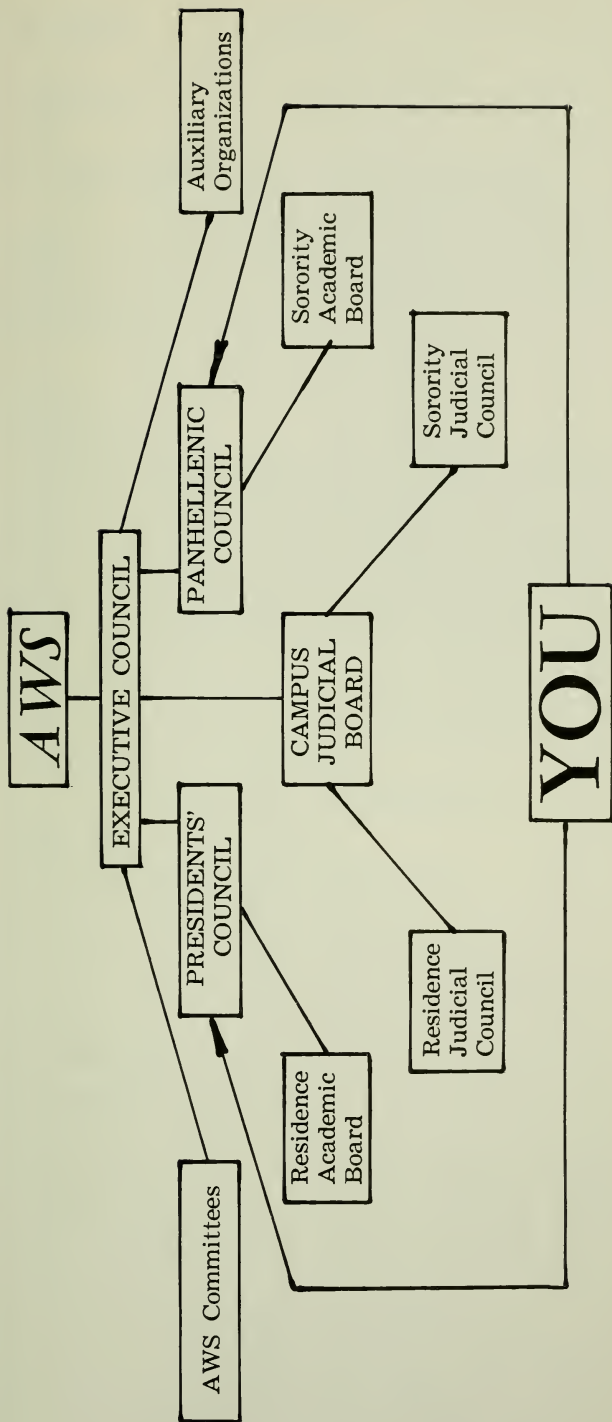 AWS
EXECUTIVE COUNCIL
AWS Committees
PRESIDENTS'
COUNCIL
PANHELLENIC
COUNCIL
Auxiliary
Organizations
Residence
Academic
Board
CAMPUS
JUDICIAL
BOARD
Sorority
Academic
Board
Residence
Judicial
Council
Sorority
Judicial
Council
YOU